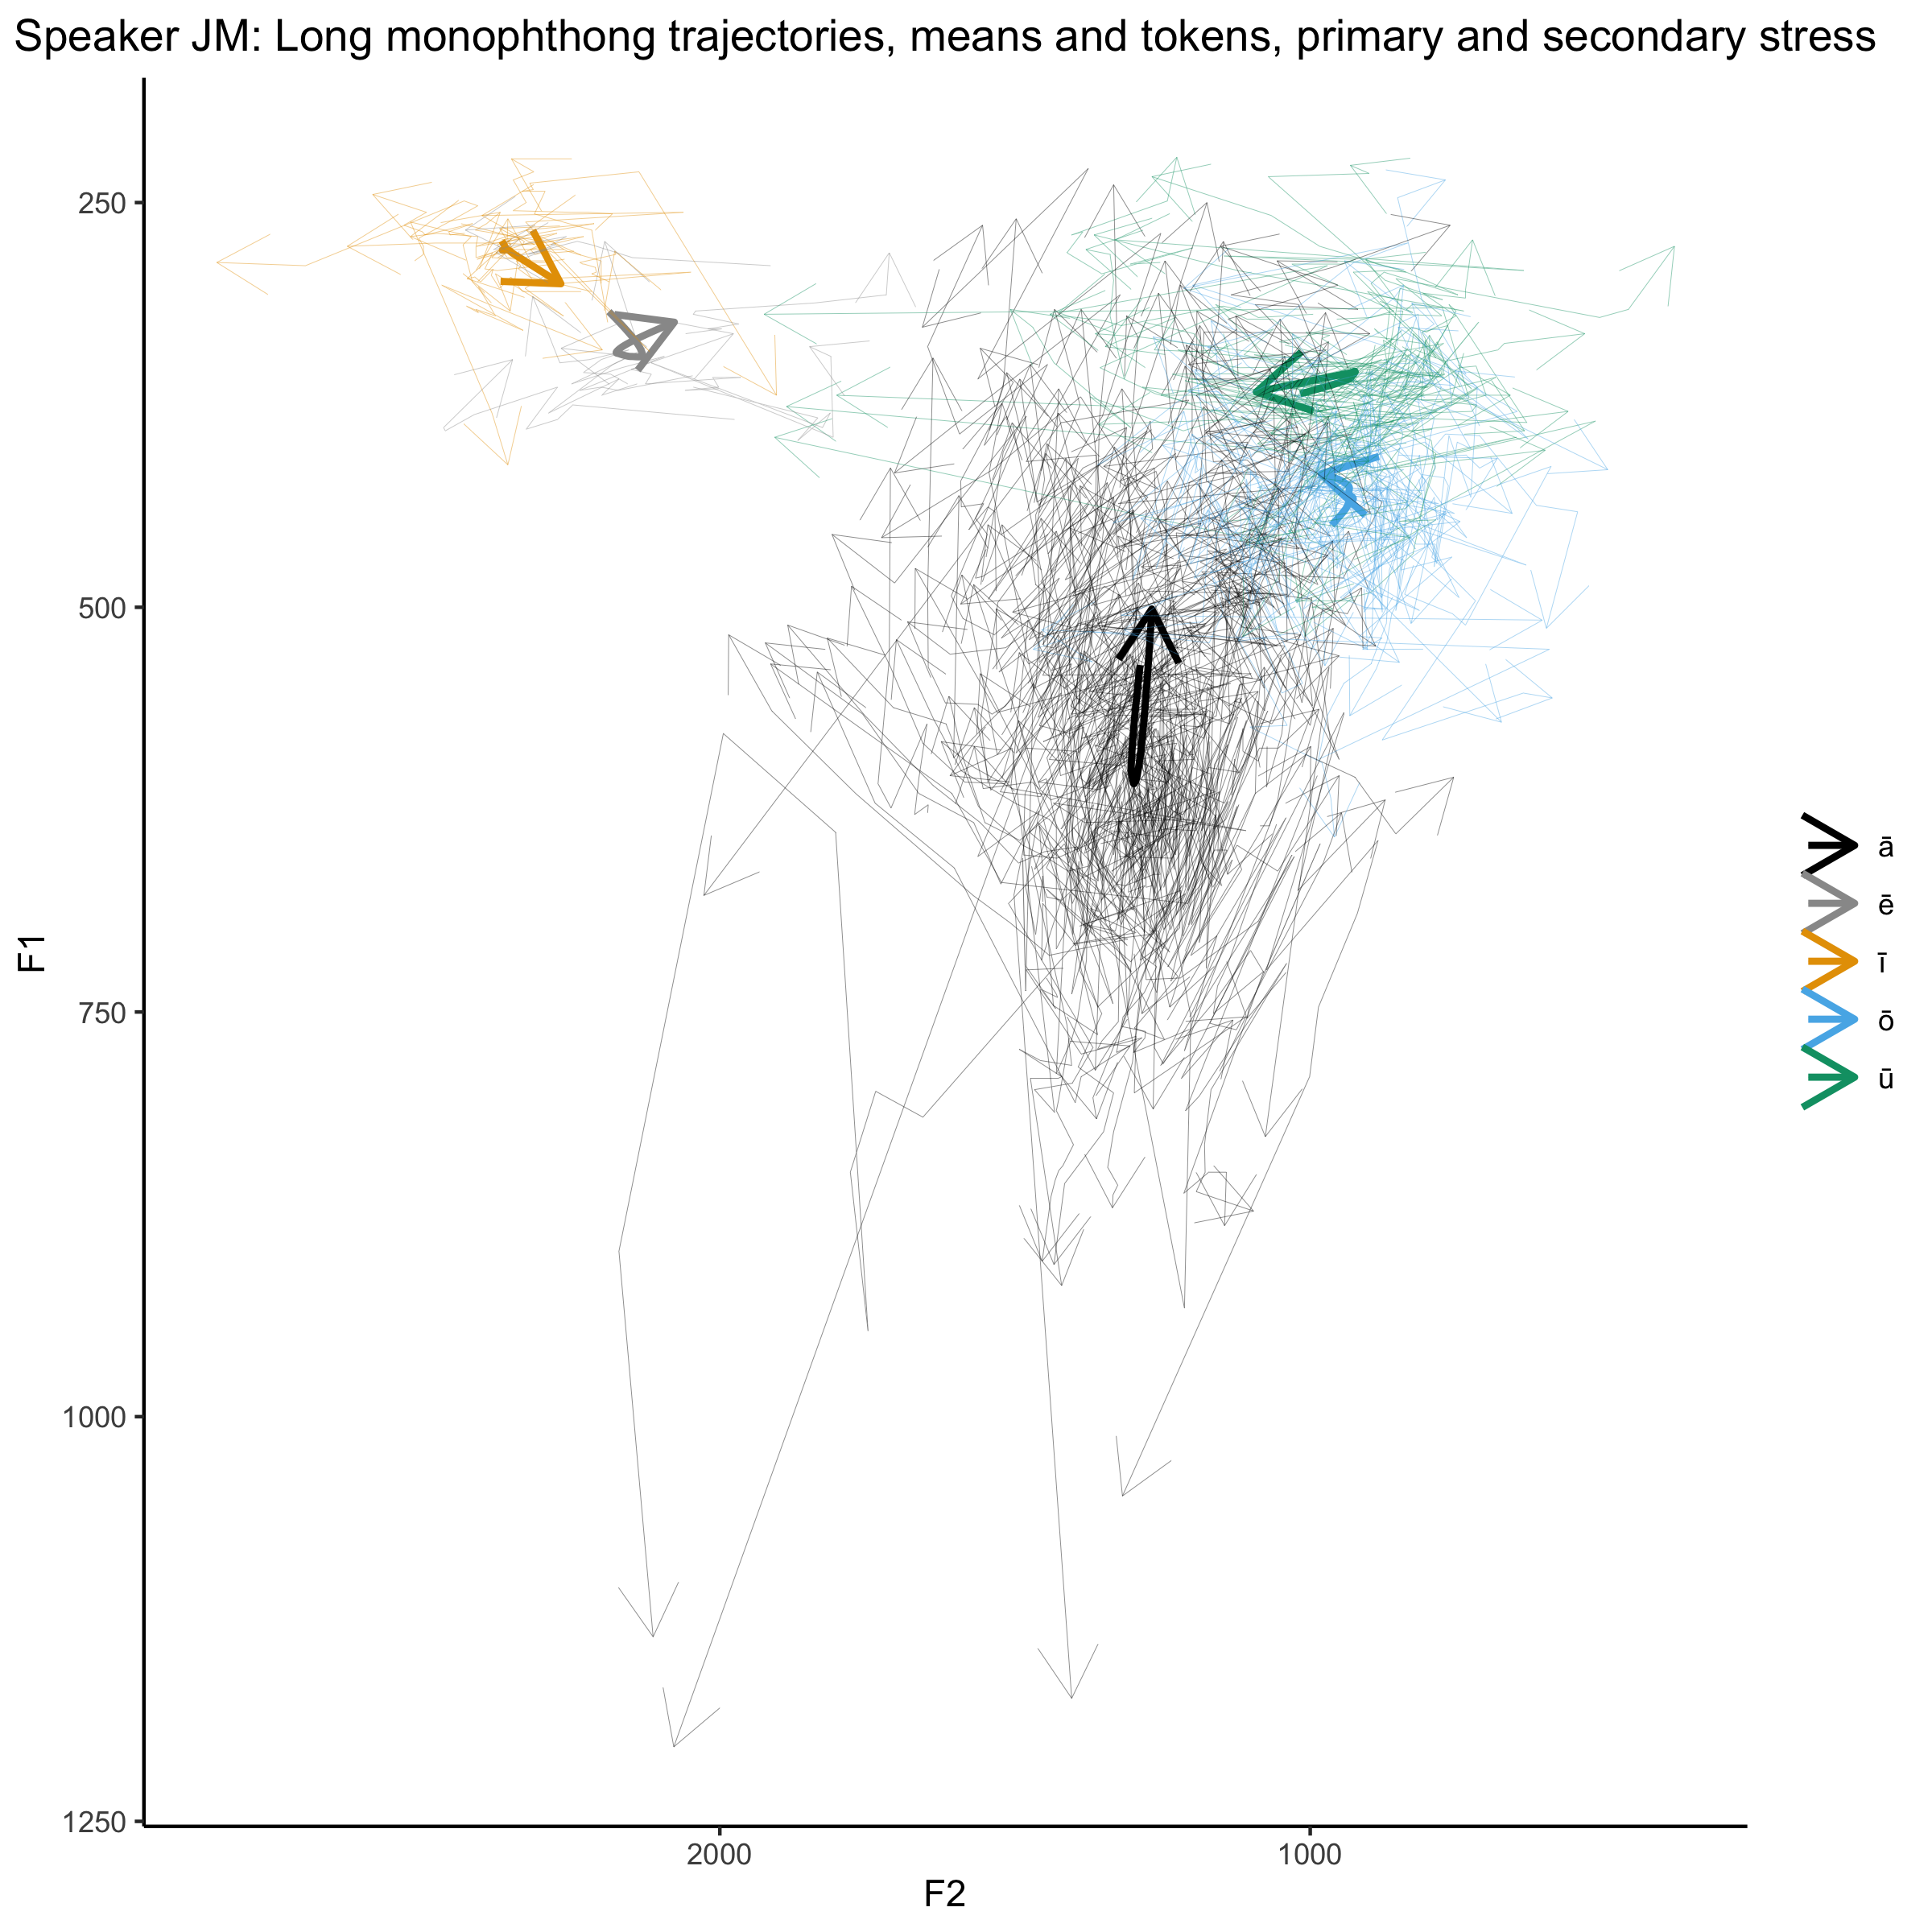 Speaker JM: Long monophthong trajectories, means and tokens, primary and secondary stress
250
500
750
1000
1250
F1
2000
1000
F2
ā
ē
ī
ō
ū